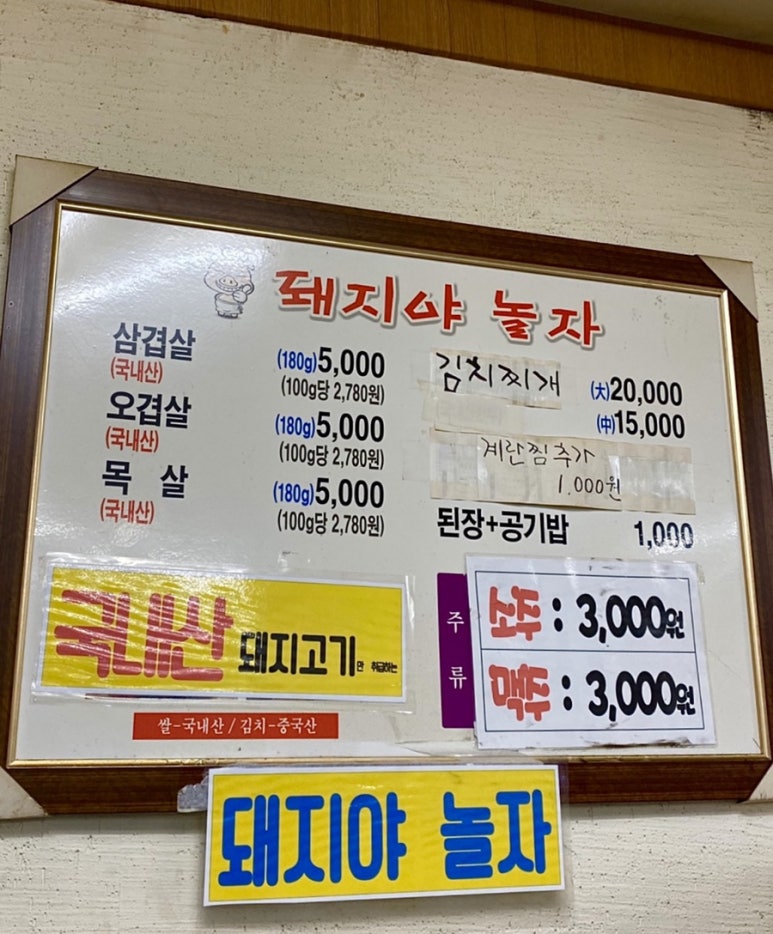 돼지야 놀자
삼겹살 (180g)5,000
(국내산) (100g당 2,780원)
오겹살 (180g)5,000
(국내산) (100g당 2,780원)
목 살 (180g)5,000
(국내산) (100g당 2,780원)
김치찌개 (大)20,000
(中)15,000
계란찜추가
1.000원
된장+공기밥 1,000
국내산 돼지고기만 취급하는
쌀-국내산 / 김치-중국산
주류
: 3,000원
: 3,000원
돼지야 놀자